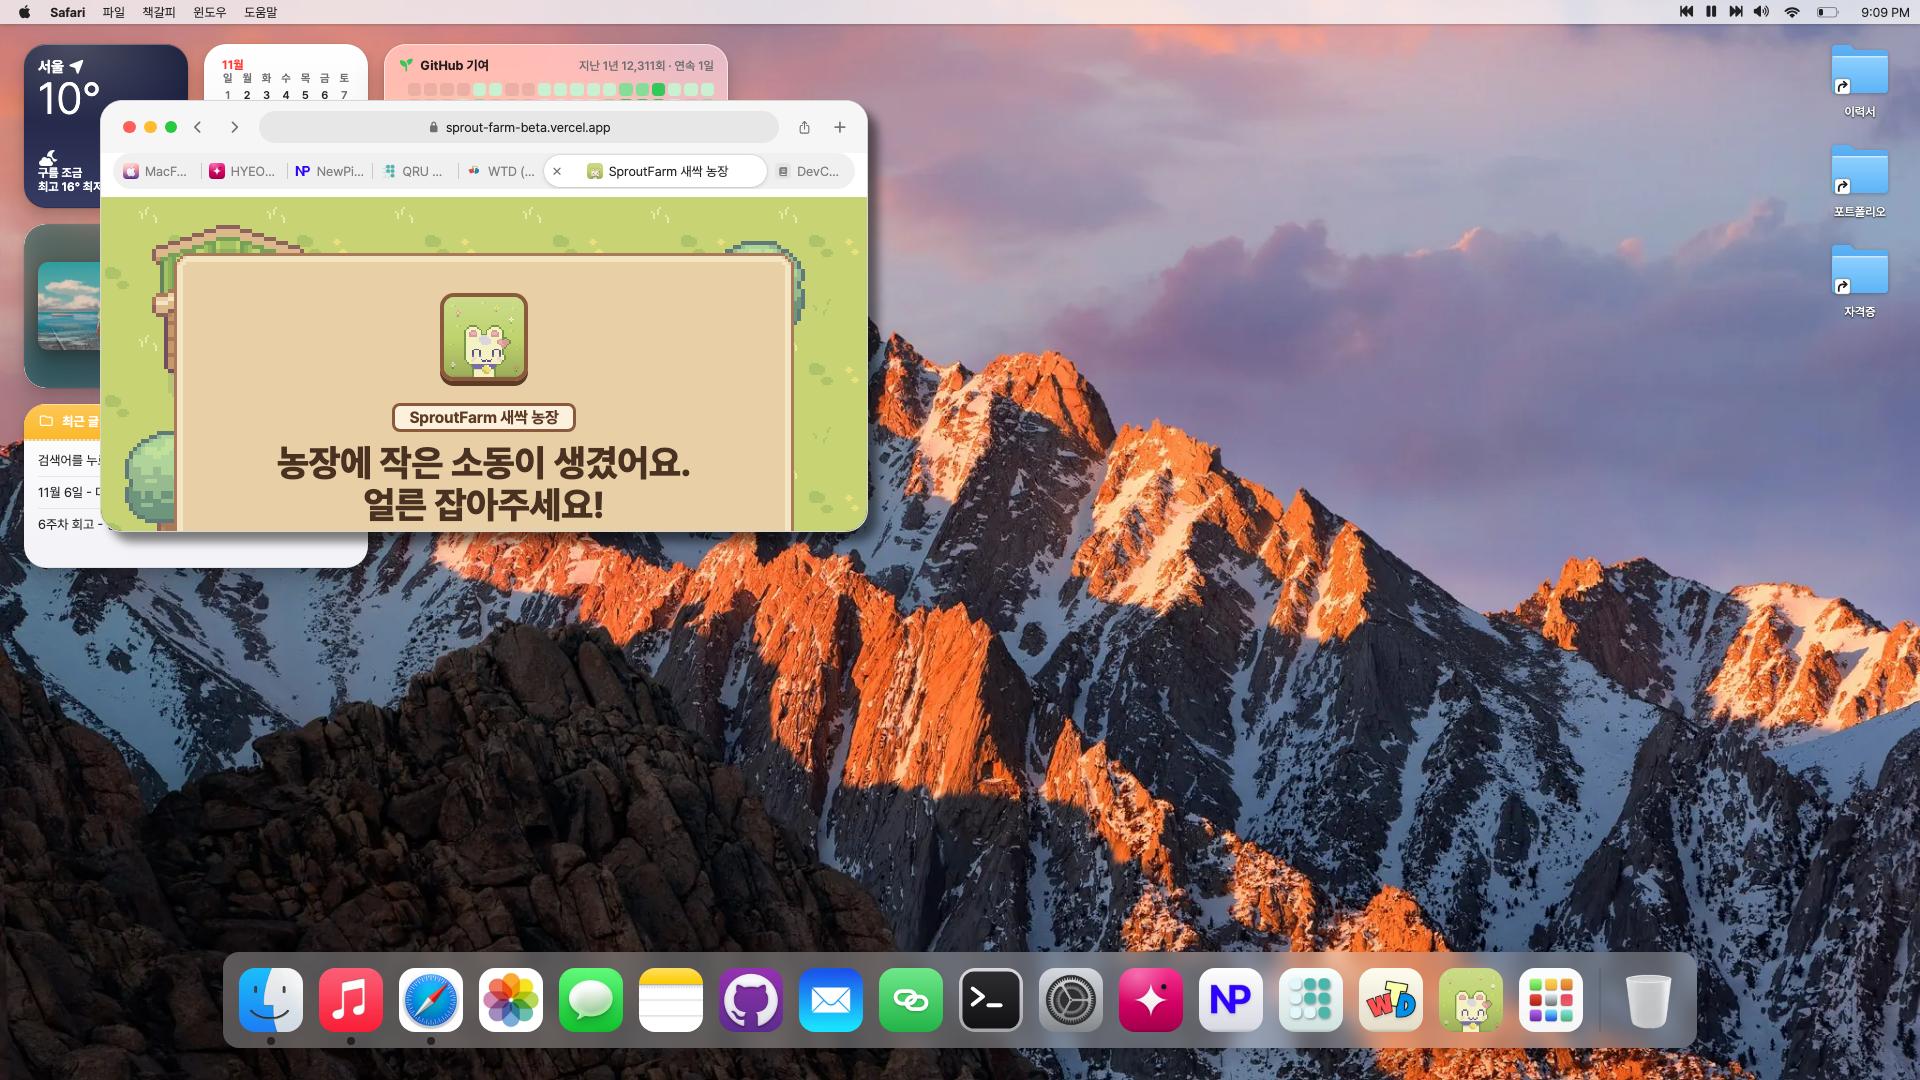 Safari 파일 책갈피 윈도우 도움말
9:09 PM
서울
10°
구름 조금
최고 16°
11월
일 월 화 수 목 금 토
1 2 3 4 5 6 7
GitHub 기여
지난 1년 12,311회 · 연속 1일
이력서
포트폴리오
자격증
sprout-farm-beta.vercel.app
MacF...
HYEO...
NP NewPi...
QRU ...
WTD (...
SproutFarm 새싹 농장
DevC...
SproutFarm 새싹 농장
농장에 작은 소동이 생겼어요.
얼른 잡아주세요!
최근 글
검색어를
11월 6일 -
6주차 회고 -
NP
WTD